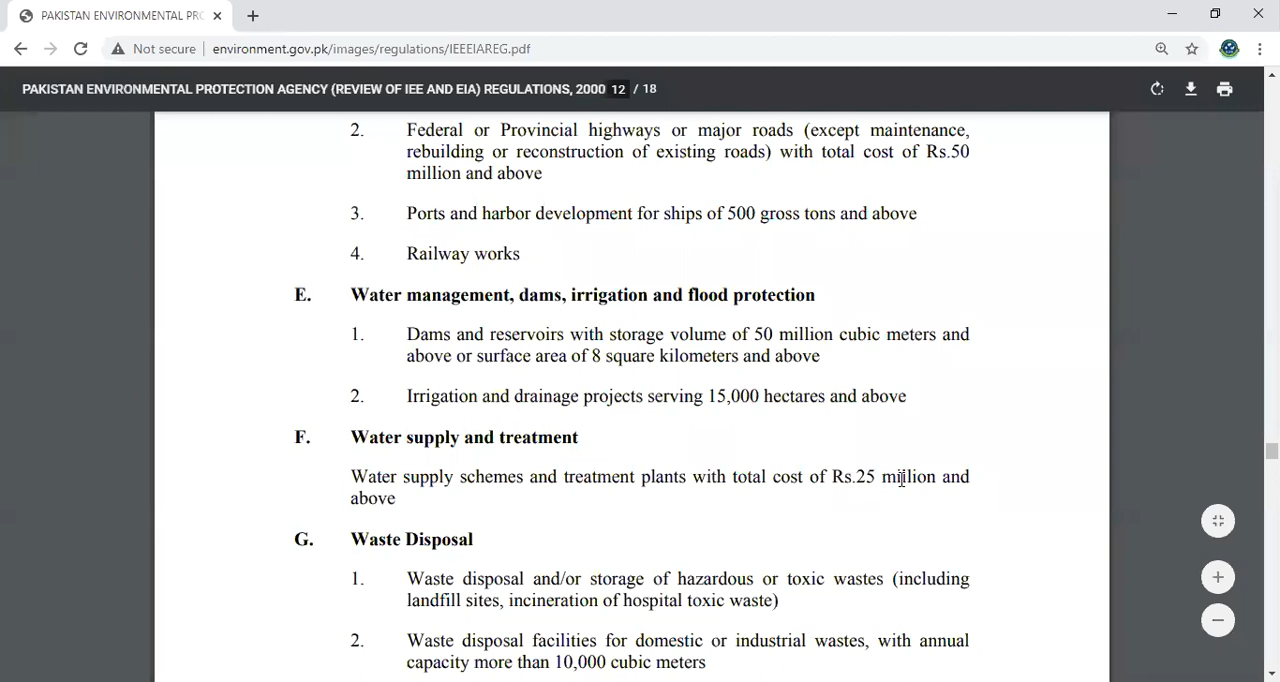 PAKISTAN ENVIRONMENTAL PRO
Not secure
environment.gov.pk/images/regulations/IEEEIAREG.pdf
PAKISTAN ENVIRONMENTAL PROTECTION AGENCY (REVIEW OF IEE AND EIA) REGULATIONS, 2000 12 / 18
2. Federal or Provincial highways or major roads (except maintenance,
rebuilding or reconstruction of existing roads) with total cost of Rs.50
million and above
3. Ports and harbor development for ships of 500 gross tons and above
4. Railway works
E. Water management, dams, irrigation and flood protection
1. Dams and reservoirs with storage volume of 50 million cubic meters and
above or surface area of 8 square kilometers and above
2. Irrigation and drainage projects serving 15,000 hectares and above
F. Water supply and treatment
Water supply schemes and treatment plants with total cost of Rs.25 million and
above
G. Waste Disposal
1. Waste disposal and/or storage of hazardous or toxic wastes (including
landfill sites, incineration of hospital toxic waste)
2. Waste disposal facilities for domestic or industrial wastes, with annual
capacity more than 10,000 cubic meters